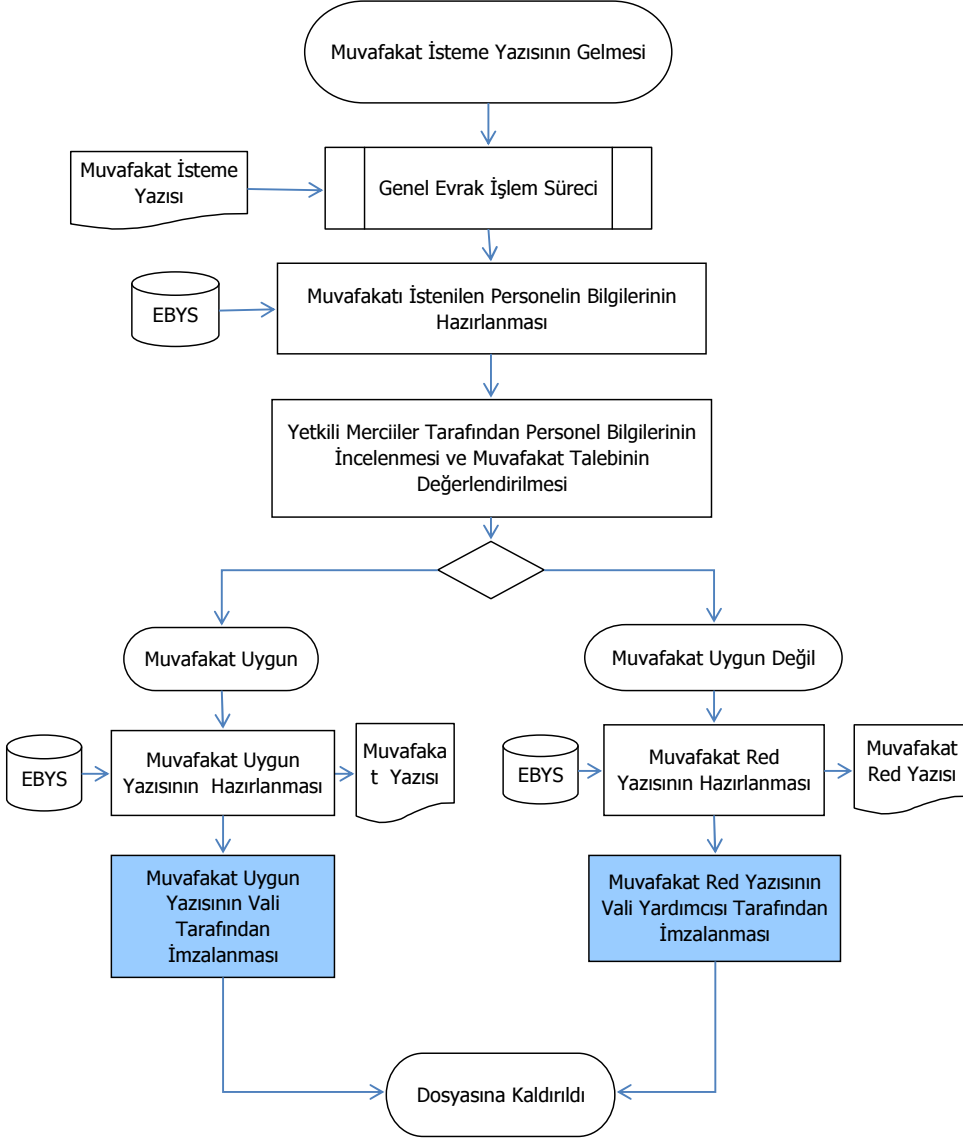 Muvafakat İsteme Yazısının Gelmesi
Muvafakat İsteme
Yazısı
Genel Evrak İşlem Süreci
EBYS
Muvafakatı İstenilen Personelin Bilgilerinin
Hazırlanması
Yetkili Merciiler Tarafından Personel Bilgilerinin
İncelenmesi ve Muvafakat Talebinin
Değerlendirilmesi
Muvafakat Uygun
Muvafakat Uygun Değil
EBYS
Muvafakat Uygun
Yazısının Hazırlanması
Muvafaka
t Yazısı
EBYS
Muvafakat Red
Yazısının Hazırlanması
Muvafakat
Red Yazısı
Muvafakat Uygun
Yazısının Vali
Tarafından
İmzalanması
Muvafakat Red Yazısının
Vali Yardımcısı Tarafından
İmzalanması
Dosyasına Kaldırıldı